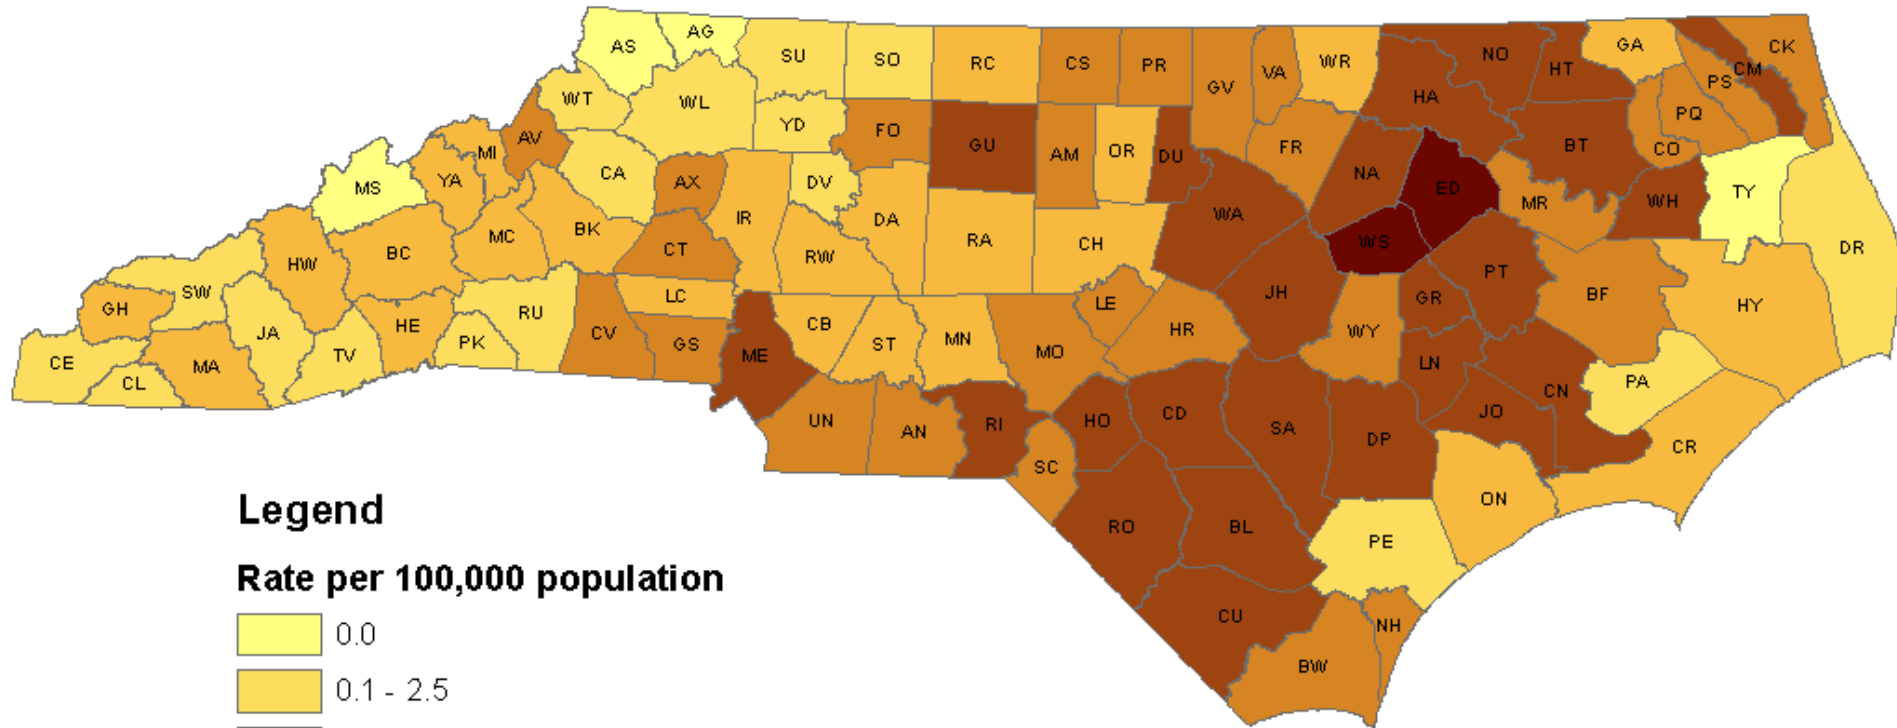 AS AG SU SO RC CS PR GV VA WR NO HT GA CM CK
WT WL YD FO GU AM OR DU FR HA BT CO PQ PS
AV MI YA MS CA AX IR DV DA RA CH WA NA ED MR WH TY DR
HW BC MC BK CT RW WS PT
GH SW JA HE RU LC CB ST MN MO LE HR JH WY GR BF HY
CE CL MA TV PK CV GS ME LN PA
UN AN RI HO CD SA DP JO CN CR
SC RO BL ON
PE
CU NH
BW
Legend
Rate per 100,000 population
0.0
0.1 - 2.5